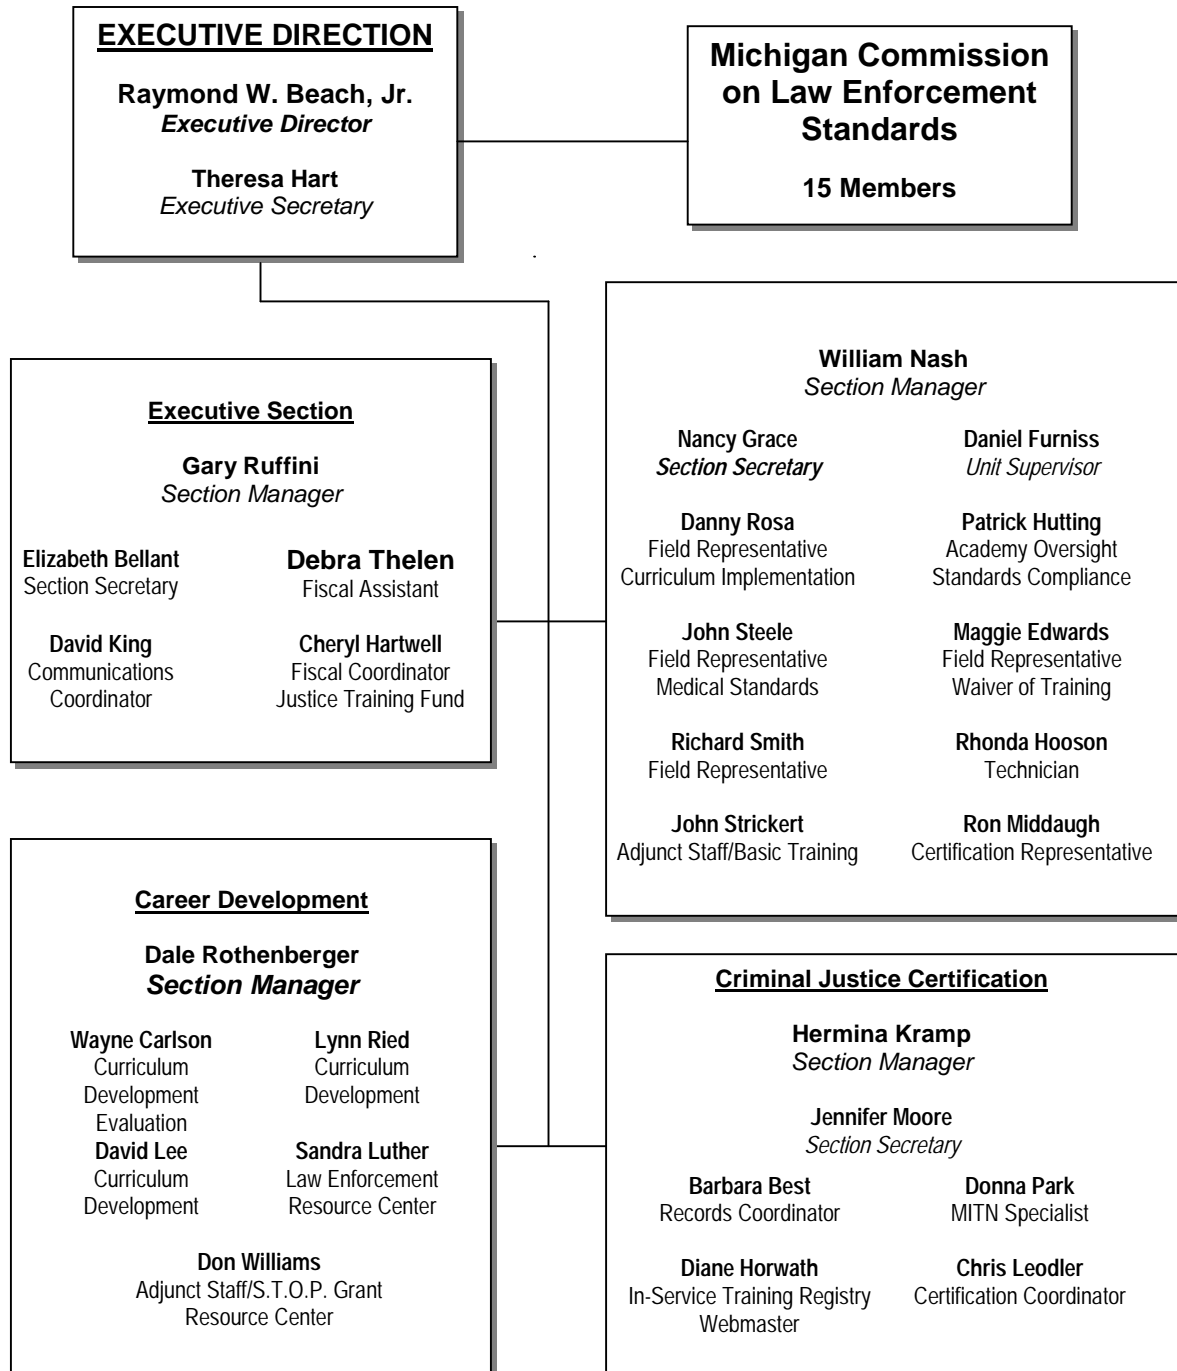 EXECUTIVE DIRECTION
Raymond W. Beach, Jr.
Executive Director
Theresa Hart
Executive Secretary
Michigan Commission
on Law Enforcement
Standards
15 Members
Executive Section
Gary Ruffini
Section Manager
Elizabeth Bellant
Section Secretary
Debra Thelen
Fiscal Assistant
David King
Communications
Coordinator
Cheryl Hartwell
Fiscal Coordinator
Justice Training Fund
William Nash
Section Manager
Nancy Grace
Section Secretary
Daniel Furniss
Unit Supervisor
Danny Rosa
Field Representative
Curriculum Implementation
Patrick Hutting
Academy Oversight
Standards Compliance
John Steele
Field Representative
Medical Standards
Maggie Edwards
Field Representative
Waiver of Training
Richard Smith
Field Representative
Rhonda Hooson
Technician
John Strickert
Adjunct Staff/Basic Training
Ron Middaugh
Certification Representative
Career Development
Dale Rothenberger
Section Manager
Wayne Carlson
Curriculum
Development
Evaluation
Lynn Ried
Curriculum
Development
David Lee
Curriculum
Development
Sandra Luther
Law Enforcement
Resource Center
Don Williams
Adjunct Staff/S.T.O.P. Grant
Resource Center
Criminal Justice Certification
Hermina Kramp
Section Manager
Jennifer Moore
Section Secretary
Barbara Best
Records Coordinator
Donna Park
MITN Specialist
Diane Horwath
In-Service Training Registry
Webmaster
Chris Leodler
Certification Coordinator